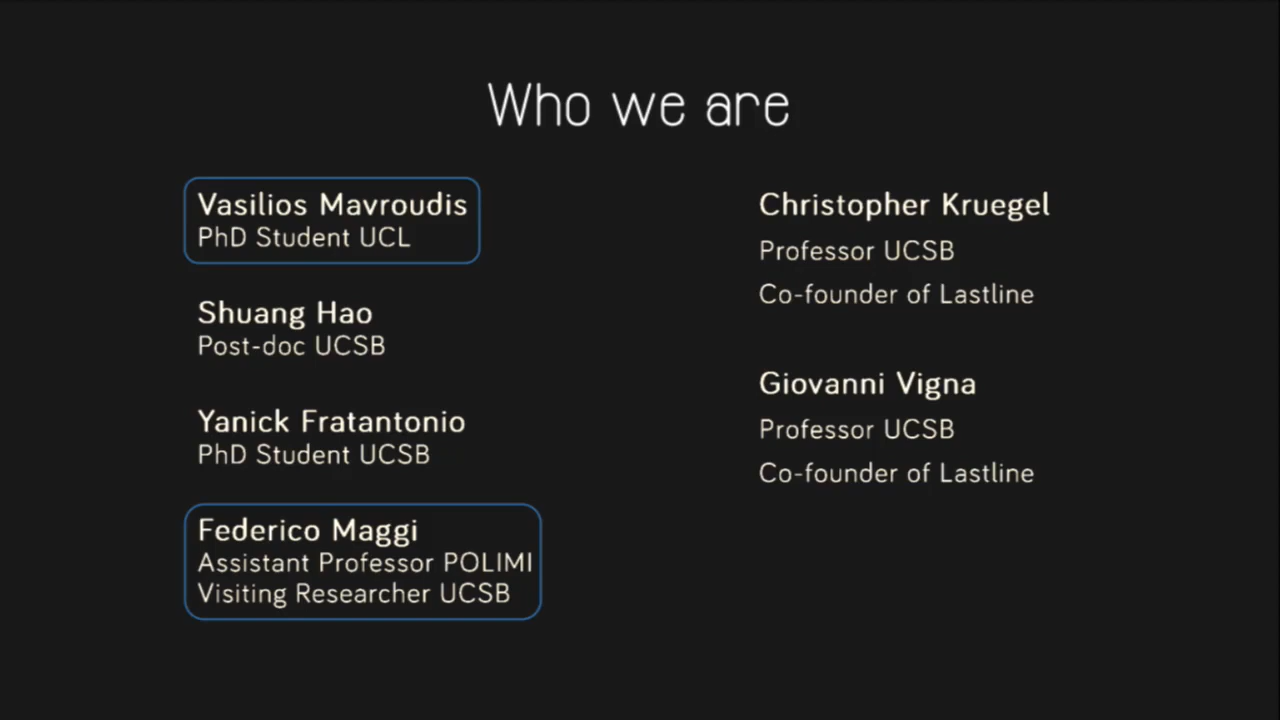 Who we are
Vasilios Mavroudis
PhD Student UCL
Shuang Hao
Post-doc UCSB
Yanick Fratantonio
PhD Student UCSB
Federico Maggi
Assistant Professor POLIMI
Visiting Researcher UCSB
Christopher Kruegel
Professor UCSB
Co-founder of Lastline
Giovanni Vigna
Professor UCSB
Co-founder of Lastline